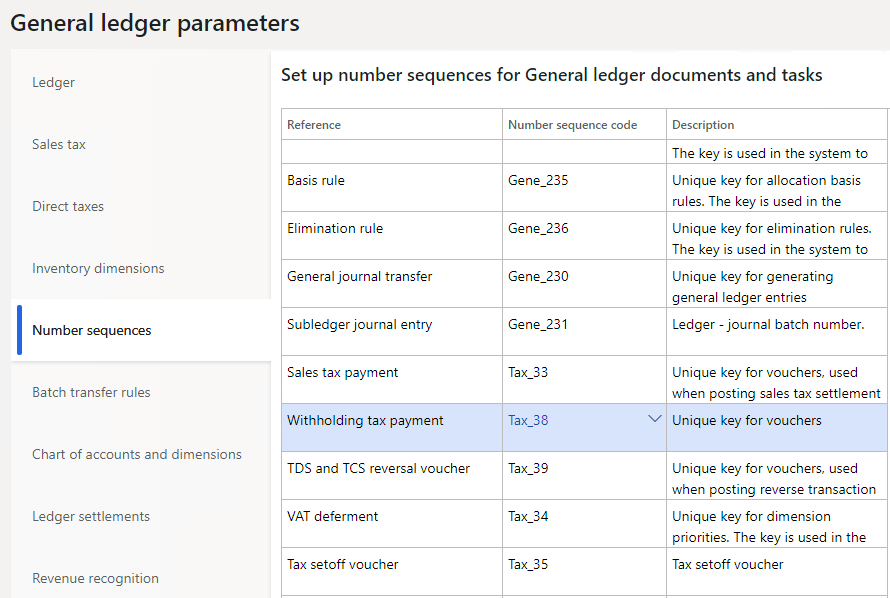 General ledger parameters
Ledger
Sales tax
Direct taxes
Inventory dimensions
Number sequences
Batch transfer rules
Chart of accounts and dimensions
Ledger settlements
Revenue recognition
Set up number sequences for General ledger documents and tasks
Reference Number sequence code Description
The key is used in the system to
Basis rule Gene_235 Unique key for allocation basis
rules. The key is used in the
Elimination rule Gene_236 Unique key for elimination rules.
The key is used in the system to
General journal transfer Gene_230 Unique key for generating
general ledger entries
Subledger journal entry Gene_231 Ledger - journal batch number.
Sales tax payment Tax_33 Unique key for vouchers, used
when posting sales tax settlement
Withholding tax payment Tax_38 Unique key for vouchers
TDS and TCS reversal voucher Tax_39 Unique key for vouchers, used
when posting reverse transaction
VAT deferment Tax_34 Unique key for dimension
priorities. The key is used in the
Tax setoff voucher Tax_35 Tax setoff voucher